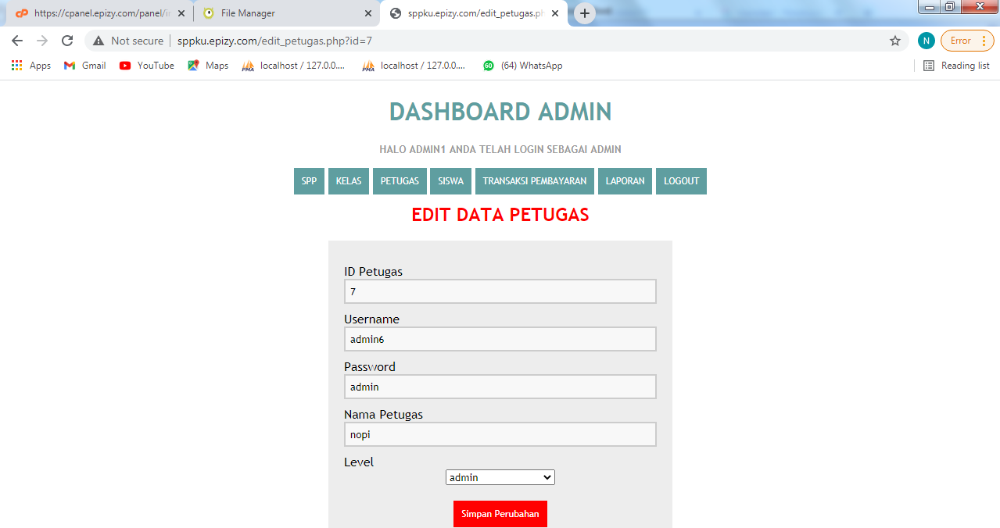 https://cpanel.epizy.com/panel/in
File Manager
sppku.epizy.com/edit_petugas.ph
Not secure
sppku.epizy.com/edit_petugas.php?id=7
N
Error
Apps
Gmail
YouTube
Maps
localhost / 127.0.0....
localhost / 127.0.0....
(64) WhatsApp
Reading list
DASHBOARD ADMIN
HALO ADMIN1 ANDA TELAH LOGIN SEBAGAI ADMIN
SPP KELAS PETUGAS SISWA TRANSAKSI PEMBAYARAN LAPORAN LOGOUT
EDIT DATA PETUGAS
ID Petugas
7
Username
admin6
Password
admin
Nama Petugas
nopi
Level
admin
Simpan Perubahan